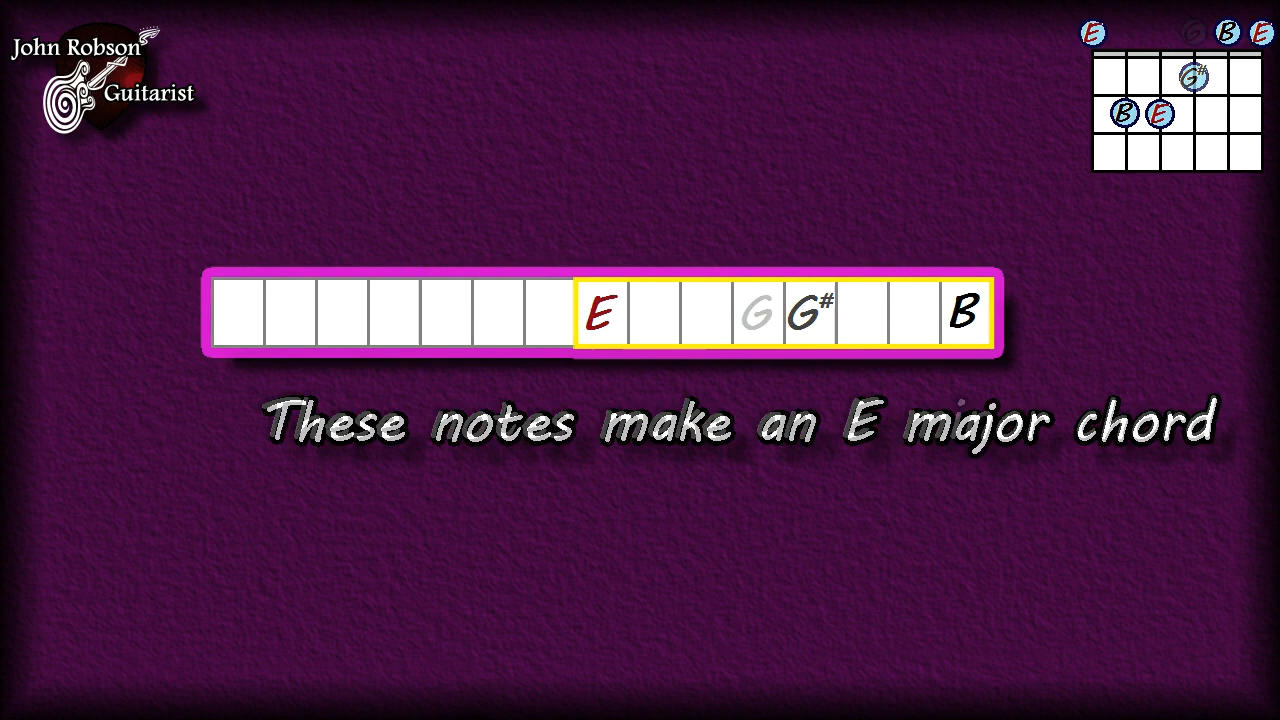 John Robson
Guitarist
E G B E
G#
B E
E G G# B
These notes make an E major chord